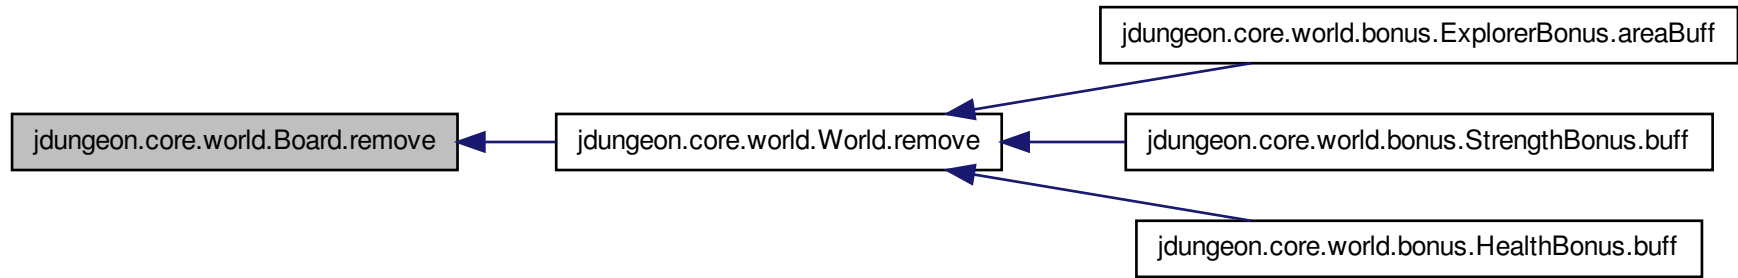 jdungeon.core.world.bonus.ExplorerBonus.areaBuff
jdungeon.core.world.Board.remove
jdungeon.core.world.World.remove
jdungeon.core.world.bonus.StrengthBonus.buff
jdungeon.core.world.bonus.HealthBonus.buff